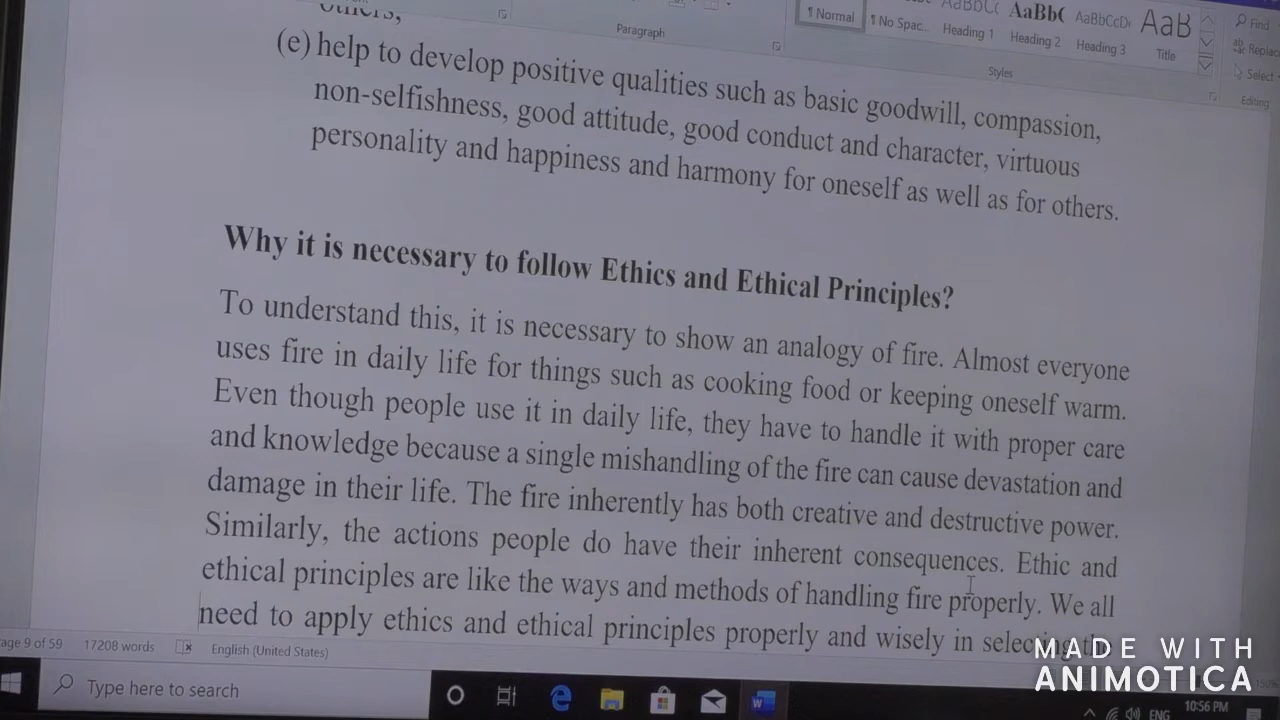 others,
Paragraph
¶ Normal
¶ No Spac...
Heading 1
Heading 2
Heading 3
Title
Styles
Find
Replac
Select
Editing
(e) help to develop positive qualities such as basic goodwill, compassion,
non-selfishness, good attitude, good conduct and character, virtuous
personality and happiness and harmony for oneself as well as for others.
Why it is necessary to follow Ethics and Ethical Principles?
To understand this, it is necessary to show an analogy of fire. Almost everyone
uses fire in daily life for things such as cooking food or keeping oneself warm.
Even though people use it in daily life, they have to handle it with proper care
and knowledge because a single mishandling of the fire can cause devastation and
damage in their life. The fire inherently has both creative and destructive power.
Similarly, the actions people do have their inherent consequences. Ethic and
ethical principles are like the ways and methods of handling fire properly. We all
need to apply ethics and ethical principles properly and wisely in selecting the
age 9 of 59 17208 words English (United States)
MADE WITH
ANIMOTICA
Type here to search
ENG
10:56 PM